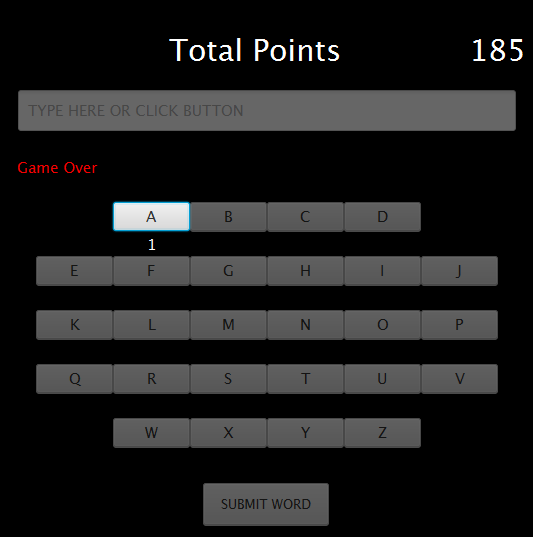 Total Points 185
TYPE HERE OR CLICK BUTTON
Game Over
A B C D
1
E F G H I J
K L M N O P
Q R S T U V
W X Y Z
SUBMIT WORD